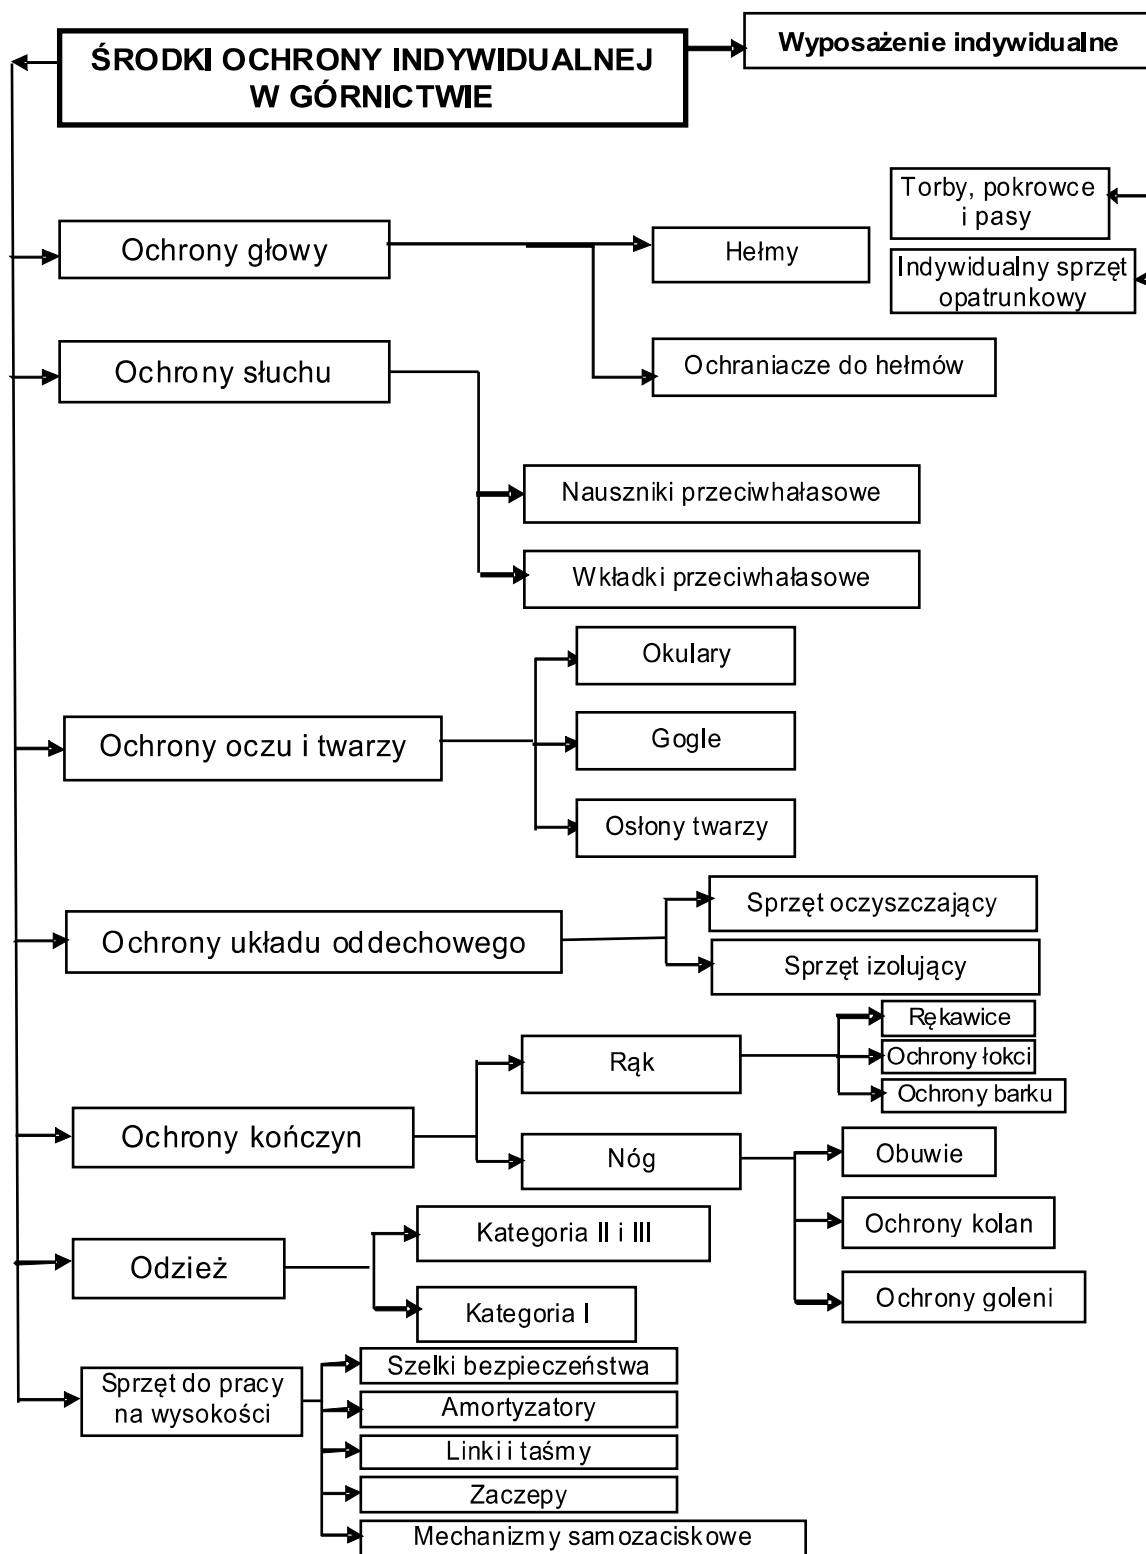 ŚRODKI OCHRONY INDYWIDUALNEJ
W GÓRNICTWIE
Wyposażenie indywidualne
Torby, pokrowce
i pasy
Indywidualny sprzęt
opatrunkowy
Ochrony głowy
Hełmy
Ochraniacze do hełmów
Ochrony słuchu
Nauszniki przeciwhałasowe
Wkładki przeciwhałasowe
Ochrony oczu i twarzy
Okulary
Gogle
Osłony twarzy
Ochrony układu oddechowego
Sprzęt oczyszczający
Sprzęt izolujący
Ochrony kończyn
Rąk
Rękawice
Ochrony łokci
Ochrony barku
Nóg
Obuwie
Ochrony kolan
Ochrony goleni
Odzież
Kategoria II i III
Kategoria I
Sprzęt do pracy
na wysokości
Szelki bezpieczeństwa
Amortyzatory
Linki i taśmy
Zaczepy
Mechanizmy samozaciskowe